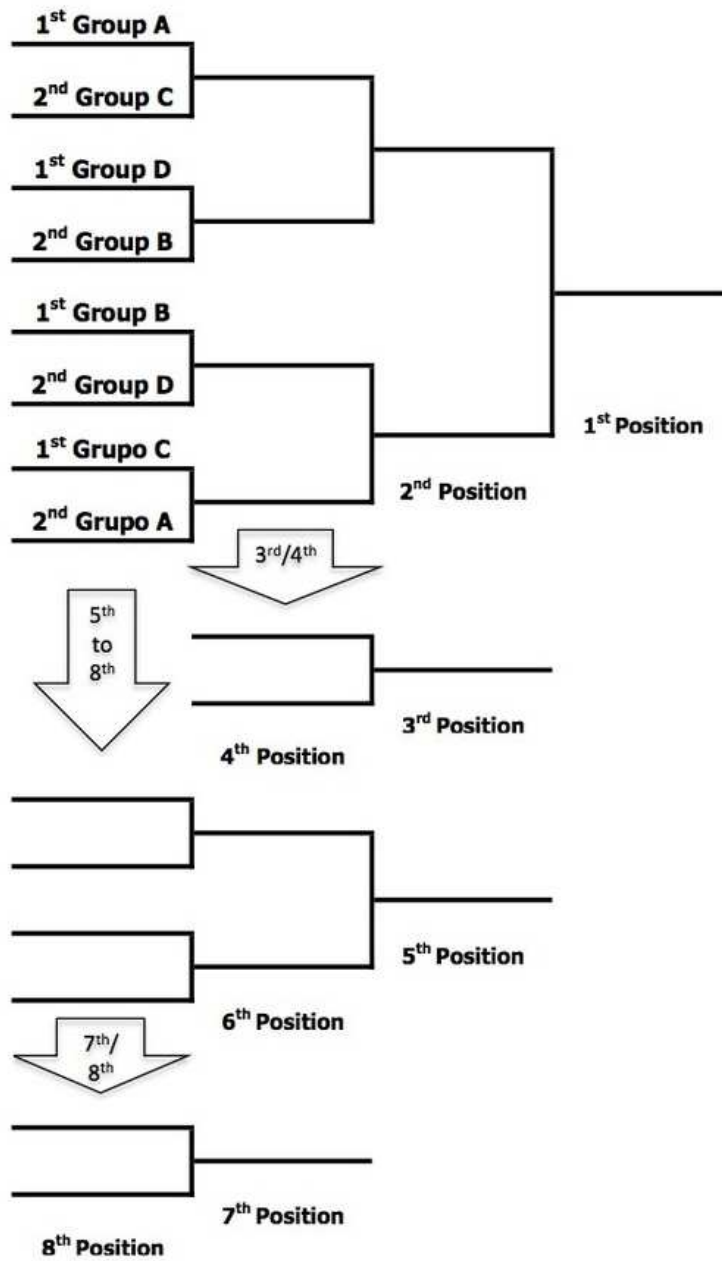 1st Group A
2nd Group C
1st Group D
2nd Group B
1st Group B
2nd Group D
1st Position
1st Grupo C
2nd Position
2nd Grupo A
3rd/4th
5th
to
8th
3rd Position
4th Position
5th Position
6th Position
7th/
8th
7th Position
8th Position